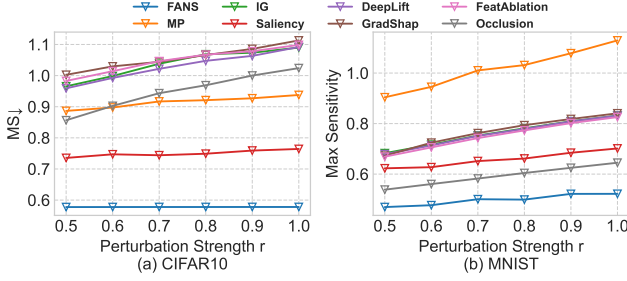 FANS IG DeepLift FeatAblation
MP Saliency GradShap Occlusion
MS↓
1.1
1.0
0.9
0.8
0.7
0.6
0.5 0.6 0.7 0.8 0.9 1.0
Perturbation Strength r
(a) CIFAR10
Max Sensitivity
1.0
0.8
0.6
0.5 0.6 0.7 0.8 0.9 1.0
Perturbation Strength r
(b) MNIST